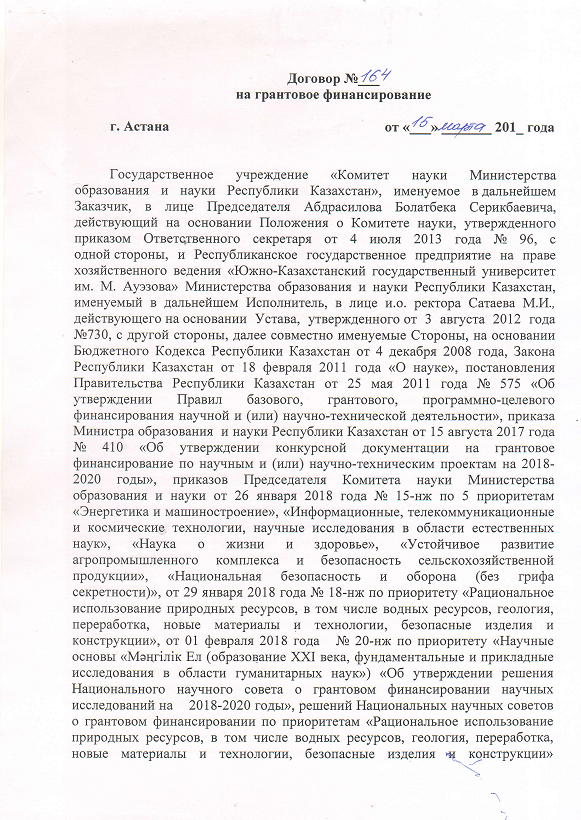 Договор №164
на грантовое финансирование
г. Астана от «15» марта 201_ года
Государственное учреждение «Комитет науки Министерства
образования и науки Республики Казахстан», именуемое в дальнейшем
Заказчик, в лице Председателя Абдрасилова Болатбека Серикбаевича,
действующий на основании Положения о Комитете науки, утвержденного
приказом Ответственного секретаря от 4 июля 2013 года № 96, с
одной стороны, и Республиканское государственное предприятие на праве
хозяйственного ведения «Южно-Казахстанский государственный университет
им. М. Ауэзова» Министерства образования и науки Республики Казахстан,
именуемый в дальнейшем Исполнитель, в лице и.о. ректора Сатаева М.И.,
действующего на основании Устава, утвержденного от 3 августа 2012 года
№730, с другой стороны, далее совместно именуемые Стороны, на основании
Бюджетного Кодекса Республики Казахстан от 4 декабря 2008 года, Закона
Республики Казахстан от 18 февраля 2011 года «О науке», постановления
Правительства Республики Казахстан от 25 мая 2011 года № 575 «Об
утверждении Правил базового, грантового, программно-целевого
финансирования научной и (или) научно-технической деятельности», приказа
Министра образования и науки Республики Казахстан от 15 августа 2017 года
№ 410 «Об утверждении конкурсной документации на грантовое
финансирование по научным и (или) научно-техническим проектам на 2018-
2020 годы», приказов Председателя Комитета науки Министерства
образования и науки от 26 января 2018 года № 15-нж по 5 приоритетам
«Энергетика и машиностроение», «Информационные, телекоммуникационные
и космические технологии, научные исследования в области естественных
наук», «Наука о жизни и здоровье», «Устойчивое развитие
агропромышленного комплекса и безопасность сельскохозяйственной
продукции», «Национальная безопасность и оборона (без грифа
секретности)», от 29 января 2018 года № 18-нж по приоритету «Рациональное
использование природных ресурсов, в том числе водных ресурсов, геология,
переработка, новые материалы и технологии, безопасные изделия и
конструкции», от 01 февраля 2018 года № 20-нж по приоритету «Научные
основы «Мәңгілік Ел (образование XXI века, фундаментальные и прикладные
исследования в области гуманитарных наук») «Об утверждении решения
Национального научного совета о грантовом финансировании научных
исследований на 2018-2020 годы», решений Национальных научных советов
о грантовом финансировании по приоритетам «Рациональное использование
природных ресурсов, в том числе водных ресурсов, геология, переработка,
новые материалы и технологии, безопасные изделия и конструкции»